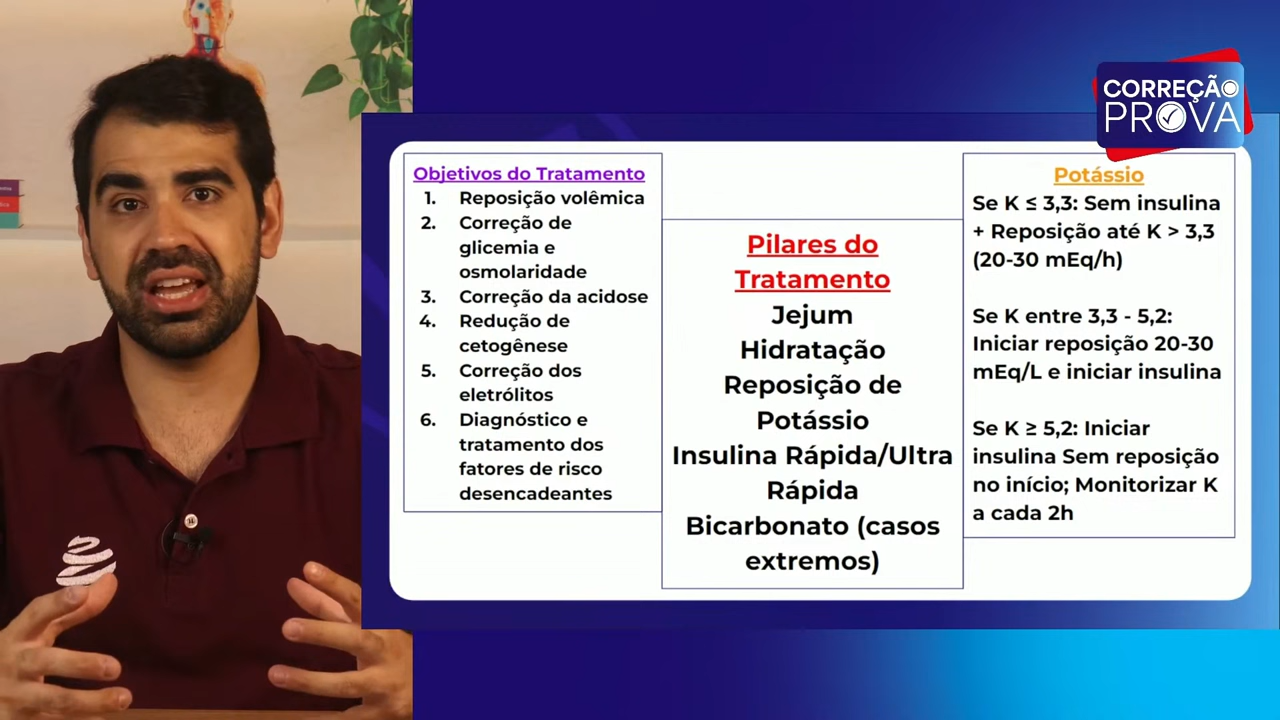 CORREÇÃO
PROVA
Objetivos do Tratamento
1. Reposição volêmica
2. Correção de
glicemia e
osmolaridade
3. Correção da acidose
4. Redução de
cetogênese
5. Correção dos
eletrólitos
6. Diagnóstico e
tratamento dos
fatores de risco
desencadeantes
Pilares do
Tratamento
Jejum
Hidratação
Reposição de
Potássio
Insulina Rápida/Ultra
Rápida
Bicarbonato (casos
extremos)
Potássio
Se K ≤ 3,3: Sem insulina
+ Reposição até K > 3,3
(20-30 mEq/h)
Se K entre 3,3 - 5,2:
Iniciar reposição 20-30
mEq/L e iniciar insulina
Se K ≥ 5,2: Iniciar
insulina Sem reposição
no início; Monitorizar K
a cada 2h